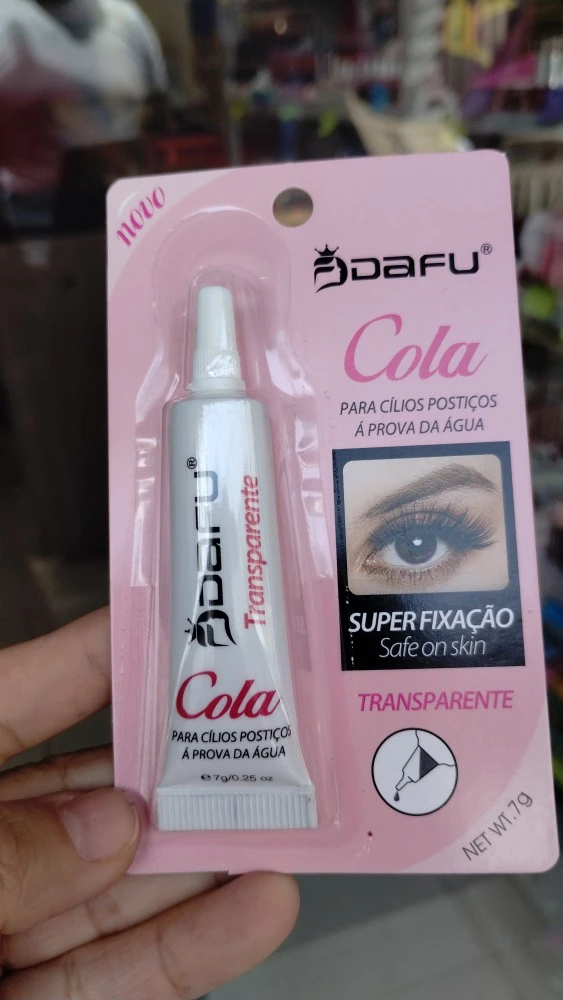 novo
DAFU®
Cola
PARA CÍLIOS POSTIÇOS
Á PROVA DA ÁGUA
SUPER FIXAÇÃO
Safe on skin
TRANSPARENTE
NET WT.7g
DAFU®
Transparente
Cola
PARA CÍLIOS POSTIÇOS
Á PROVA DA ÁGUA
℮7g/0.25 oz